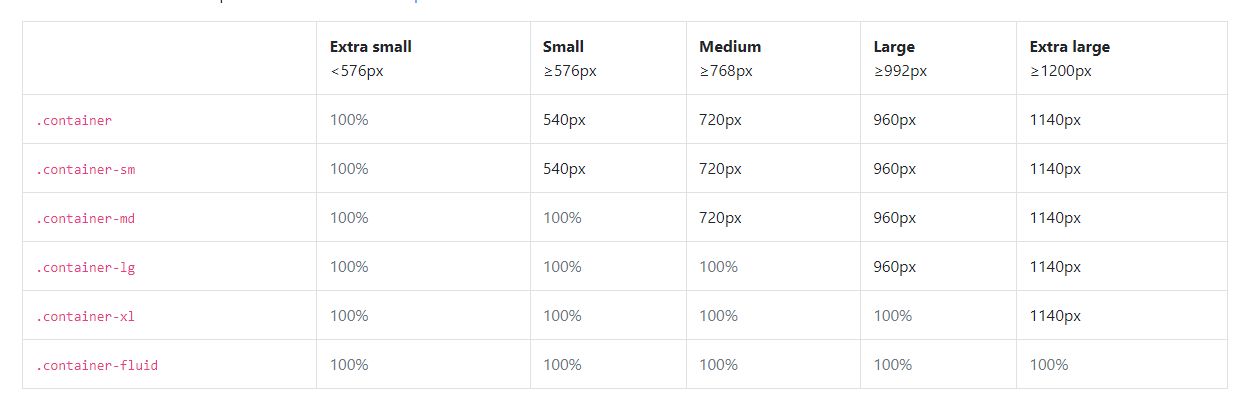 Extra small Small Medium Large Extra large
<576px ≥576px ≥768px ≥992px ≥1200px
.container 100% 540px 720px 960px 1140px
.container-sm 100% 540px 720px 960px 1140px
.container-md 100% 100% 720px 960px 1140px
.container-lg 100% 100% 100% 960px 1140px
.container-xl 100% 100% 100% 100% 1140px
.container-fluid 100% 100% 100% 100% 100%